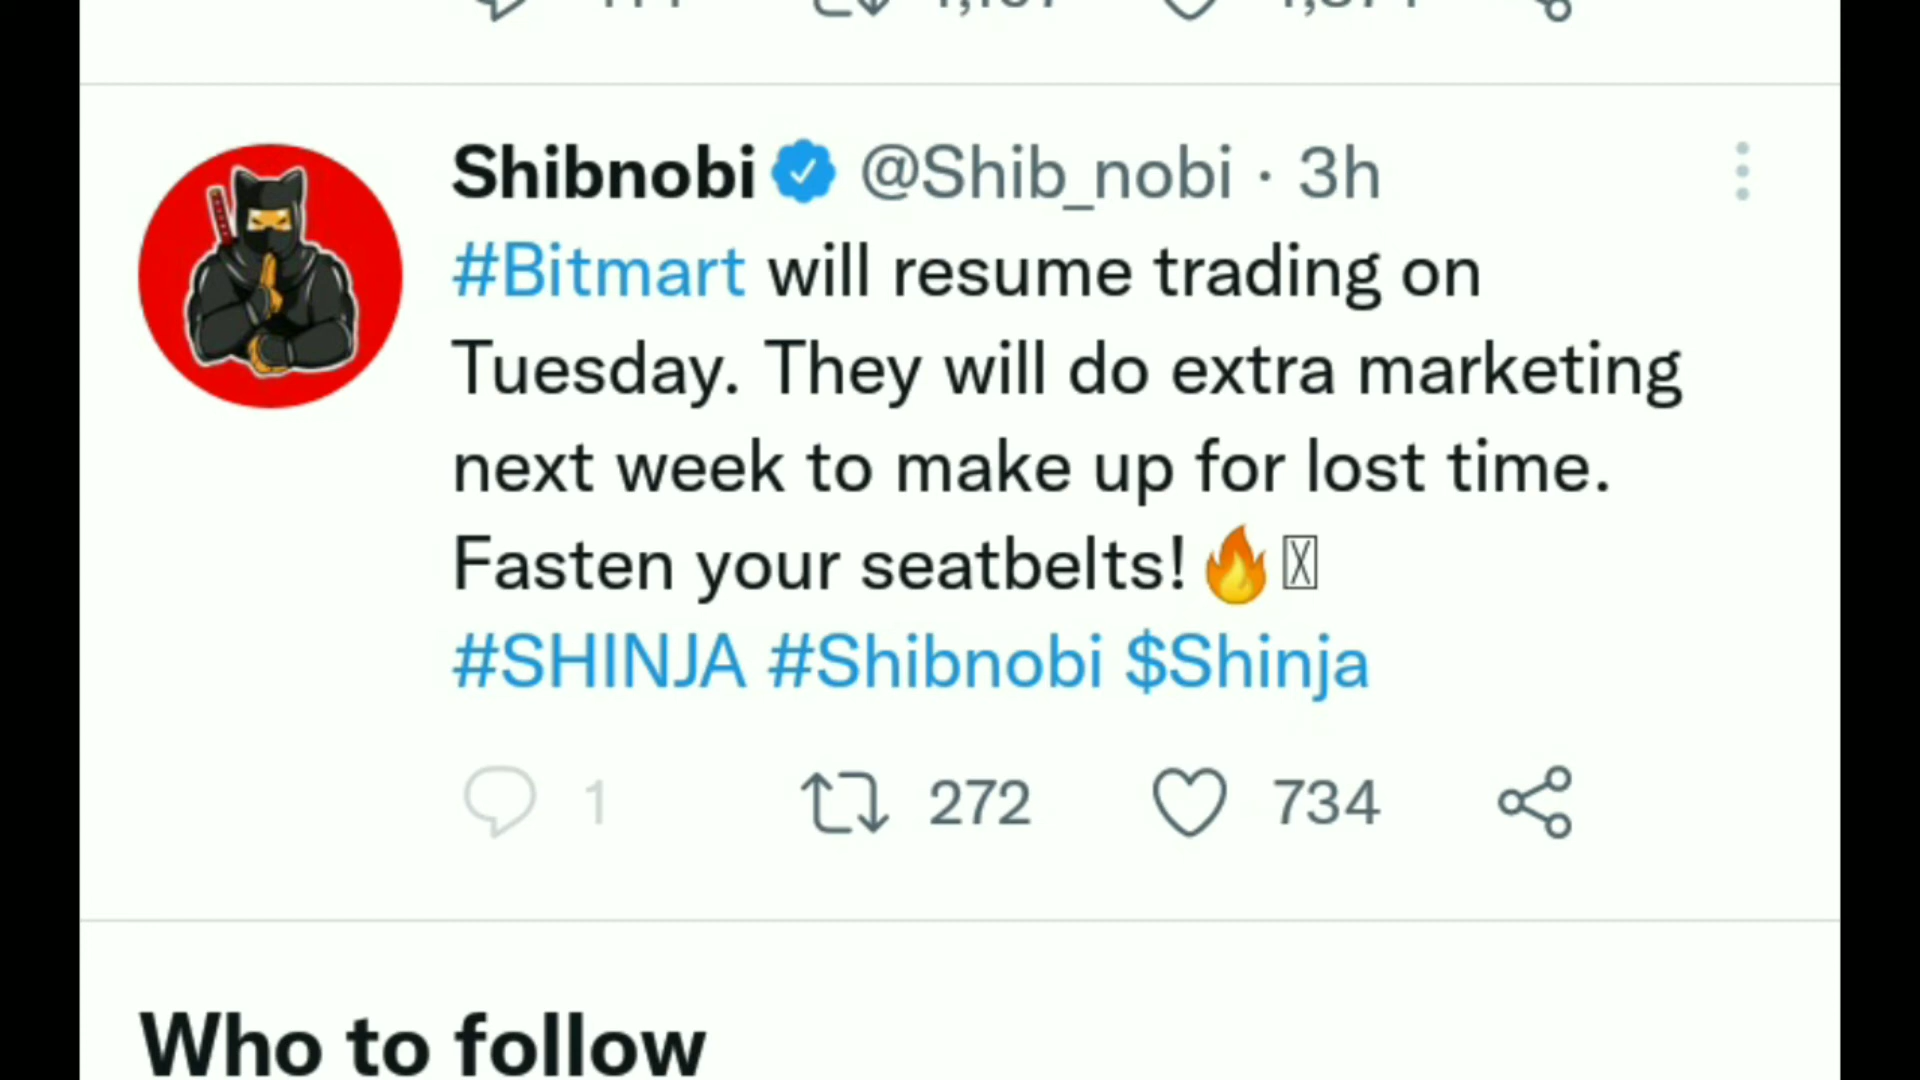 Shibnobi @Shib_nobi · 3h
#Bitmart will resume trading on
Tuesday. They will do extra marketing
next week to make up for lost time.
Fasten your seatbelts!🔥
#SHINJA #Shibnobi $Shinja
1 272 734
Who to follow